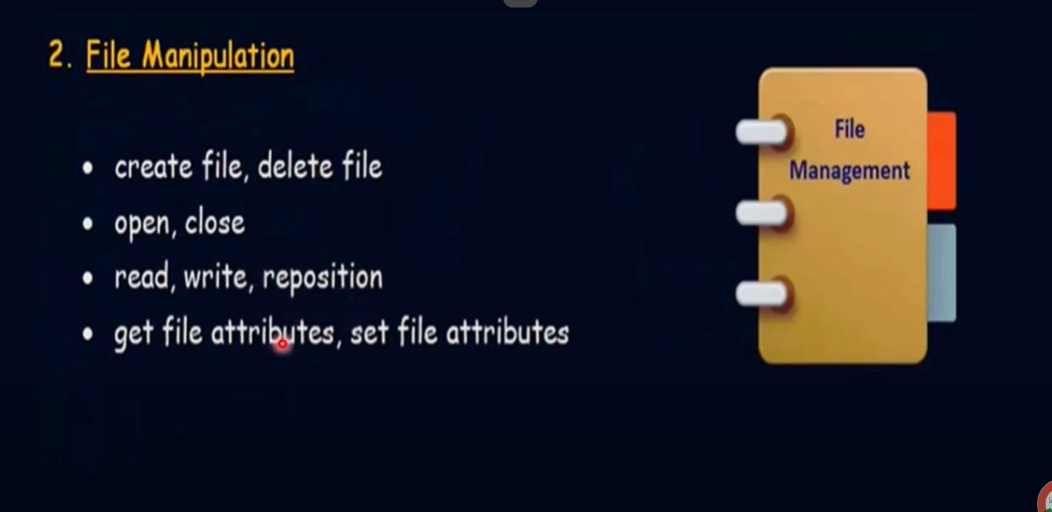 2. File Manipulation
• create file, delete file
• open, close
• read, write, reposition
• get file attributes, set file attributes
File
Management